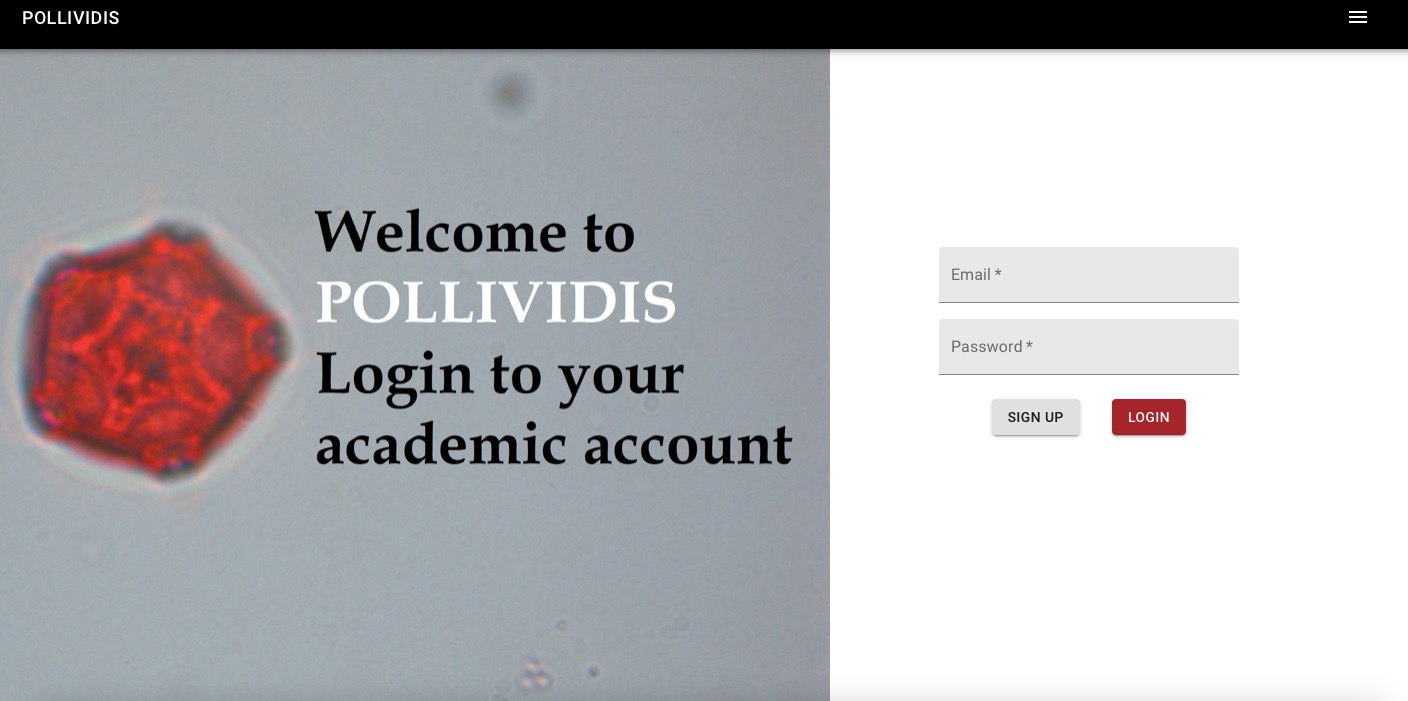 POLLIVIDIS
Welcome to
POLLIVIDIS
Login to your
academic account
Email *
Password *
SIGN UP
LOGIN